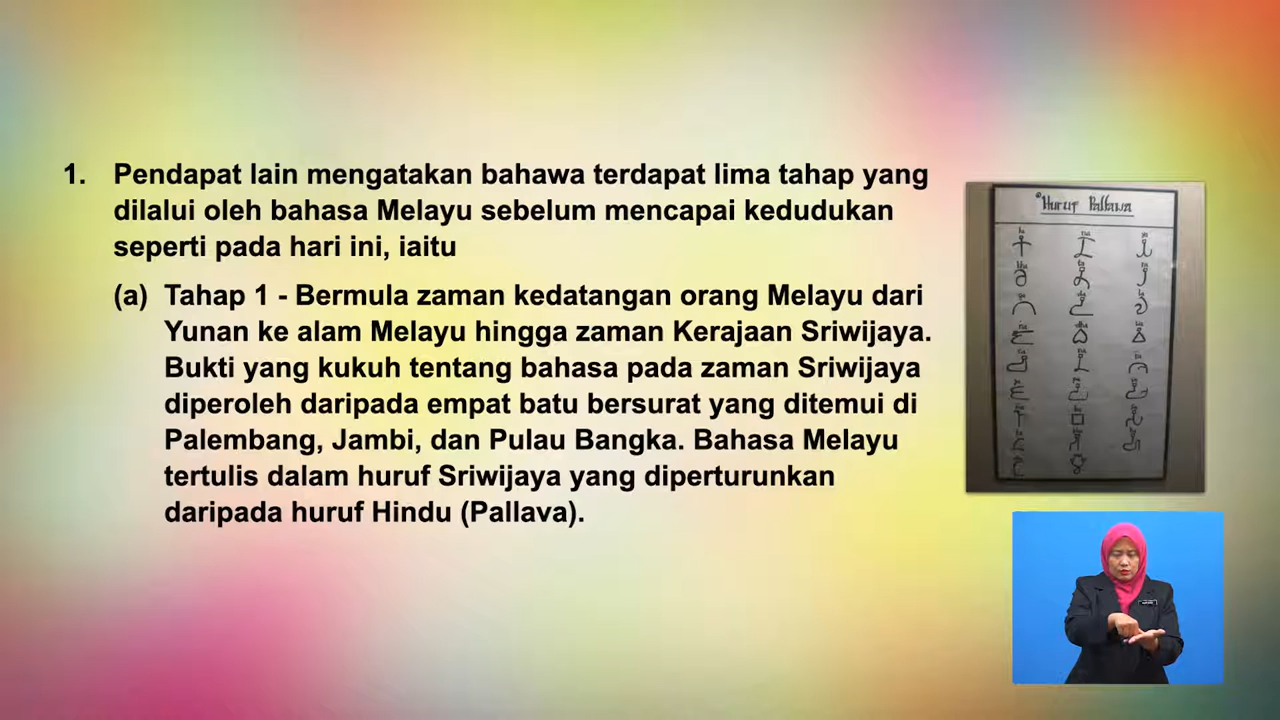 1. Pendapat lain mengatakan bahawa terdapat lima tahap yang
dilalui oleh bahasa Melayu sebelum mencapai kedudukan
seperti pada hari ini, iaitu
(a) Tahap 1 - Bermula zaman kedatangan orang Melayu dari
Yunan ke alam Melayu hingga zaman Kerajaan Sriwijaya.
Bukti yang kukuh tentang bahasa pada zaman Sriwijaya
diperoleh daripada empat batu bersurat yang ditemui di
Palembang, Jambi, dan Pulau Bangka. Bahasa Melayu
tertulis dalam huruf Sriwijaya yang diperturunkan
daripada huruf Hindu (Pallava).
Huruf Pallawa